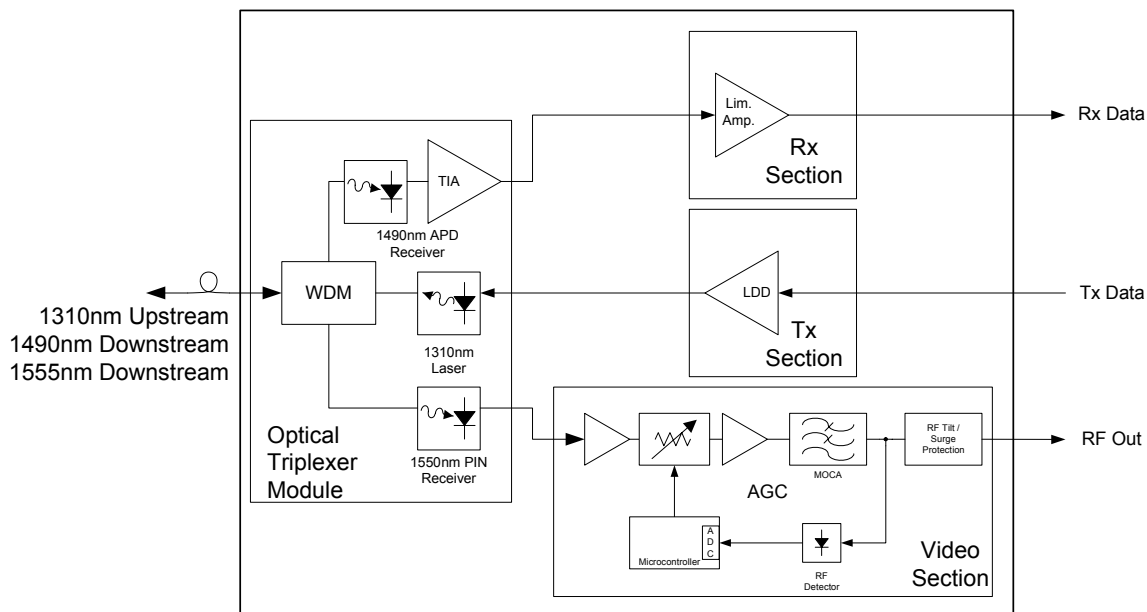 Lim.
Amp.
Rx
Section
Rx Data
TIA
1490nm APD
Receiver
WDM
1310nm Upstream
1490nm Downstream
1555nm Downstream
1310nm
Laser
LDD
Tx
Section
Tx Data
Optical
Triplexer
Module
1550nm PIN
Receiver
MOCA
RF Tilt /
Surge
Protection
RF Out
AGC
Microcontroller
A
D
C
RF
Detector
Video
Section